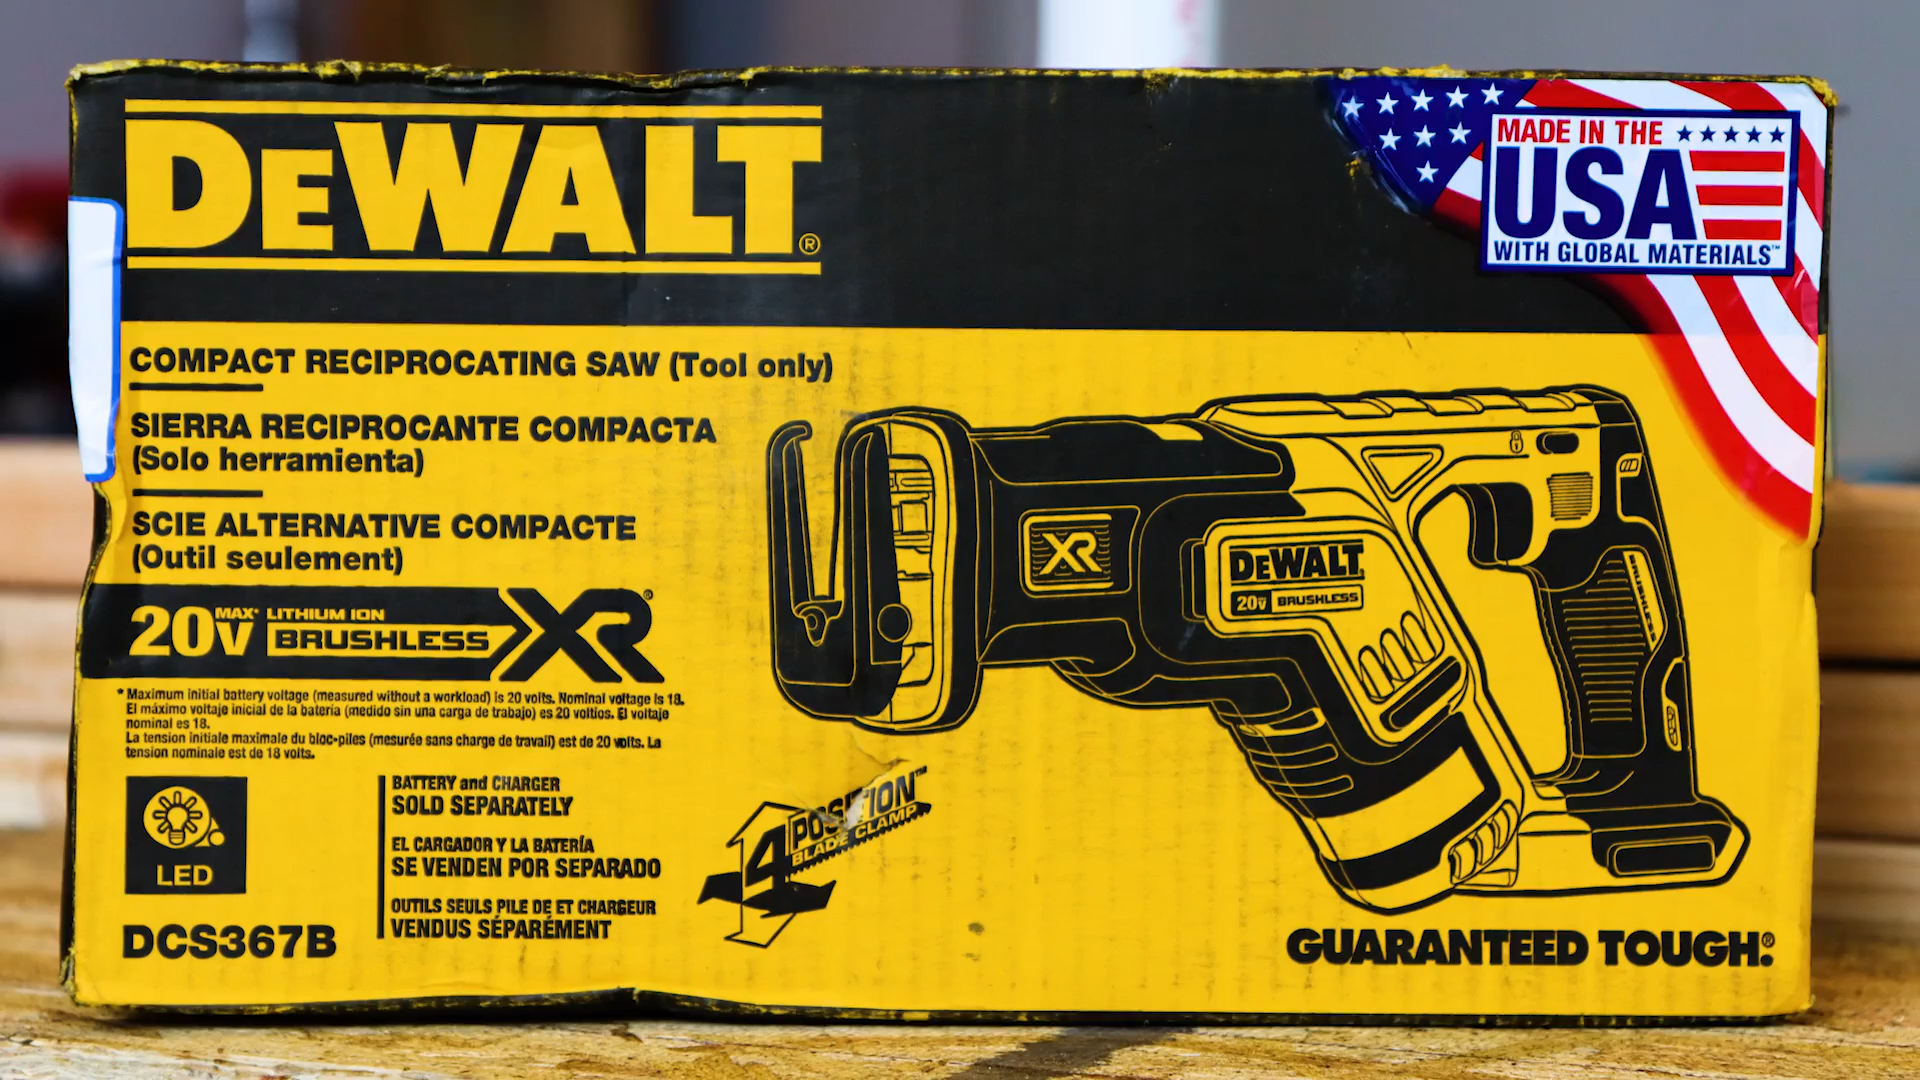 DEWALT®
MADE IN THE
USA
WITH GLOBAL MATERIALS™
COMPACT RECIPROCATING SAW (Tool only)
SIERRA RECIPROCANTE COMPACTA
(Solo herramienta)
SCIE ALTERNATIVE COMPACTE
(Outil seulement)
20V MAX* LITHIUM ION
BRUSHLESS XR®
* Maximum initial battery voltage (measured without a workload) is 20 volts. Nominal voltage is 18.
El máximo voltaje inicial de la batería (medido sin una carga de trabajo) es 20 voltios. El voltaje
nominal es 18.
La tension initiale maximale du bloc-piles (mesurée sans charge de travail) est de 20 volts. La
tension nominale est de 18 volts.
XR
DEWALT
20V BRUSHLESS
BRUSHLESS
LED
BATTERY and CHARGER
SOLD SEPARATELY
EL CARGADOR Y LA BATERÍA
SE VENDEN POR SEPARADO
OUTILS SEULS PILE DE ET CHARGEUR
VENDUS SÉPARÉMENT
4 POSITION™
BLADE CLAMP
DCS367B
GUARANTEED TOUGH.®